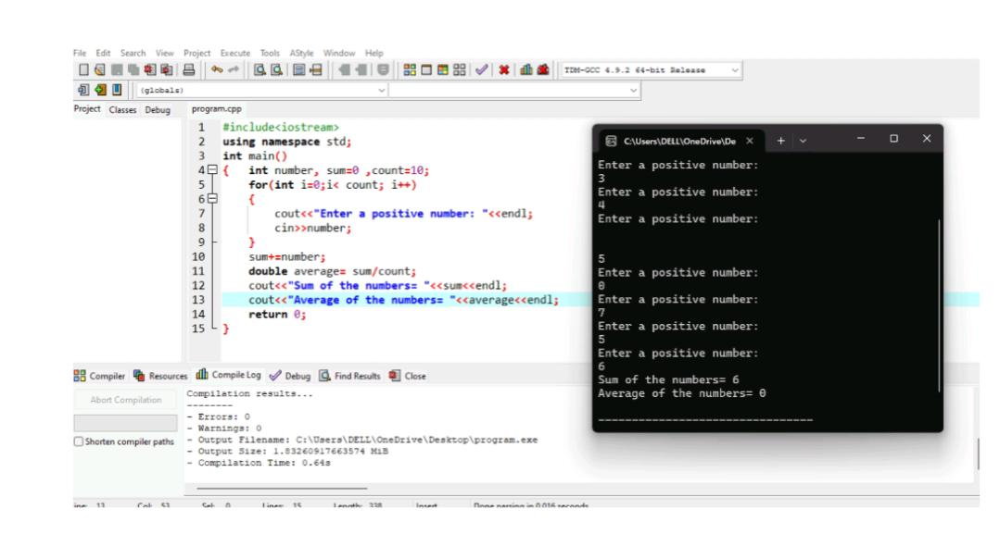 File Edit Search View Project Execute Tools AStyle Window Help
TDM-GCC 4.9.2 64-bit Release
(globals)
Project Classes Debug program.cpp
1 #include<iostream>
2 using namespace std;
3 int main()
4 { int number, sum=0 ,count=10;
5 for(int i=0;i< count; i++)
6 {
7 cout<<"Enter a positive number: "<<endl;
8 cin>>number;
9 }
10 sum+=number;
11 double average= sum/count;
12 cout<<"Sum of the numbers= "<<sum<<endl;
13 cout<<"Average of the numbers= "<<average<<endl;
14 return 0;
15 }
C:\Users\DELL\OneDrive\De
Enter a positive number:
3
Enter a positive number:
4
Enter a positive number:
5
Enter a positive number:
0
Enter a positive number:
7
Enter a positive number:
5
Enter a positive number:
6
Sum of the numbers= 6
Average of the numbers= 0
--------------------------------
Compiler Resources Compile Log Debug Find Results Close
Abort Compilation
Shorten compiler paths
Compilation results...
--------
- Errors: 0
- Warnings: 0
- Output Filename: C:\Users\DELL\OneDrive\Desktop\program.exe
- Output Size: 1.83260917663574 MiB
- Compilation Time: 0.64s
13 Col: 53 Sel: 0 Lines: 15 Length: 338 Insert Done parsing in 0.016 seconds